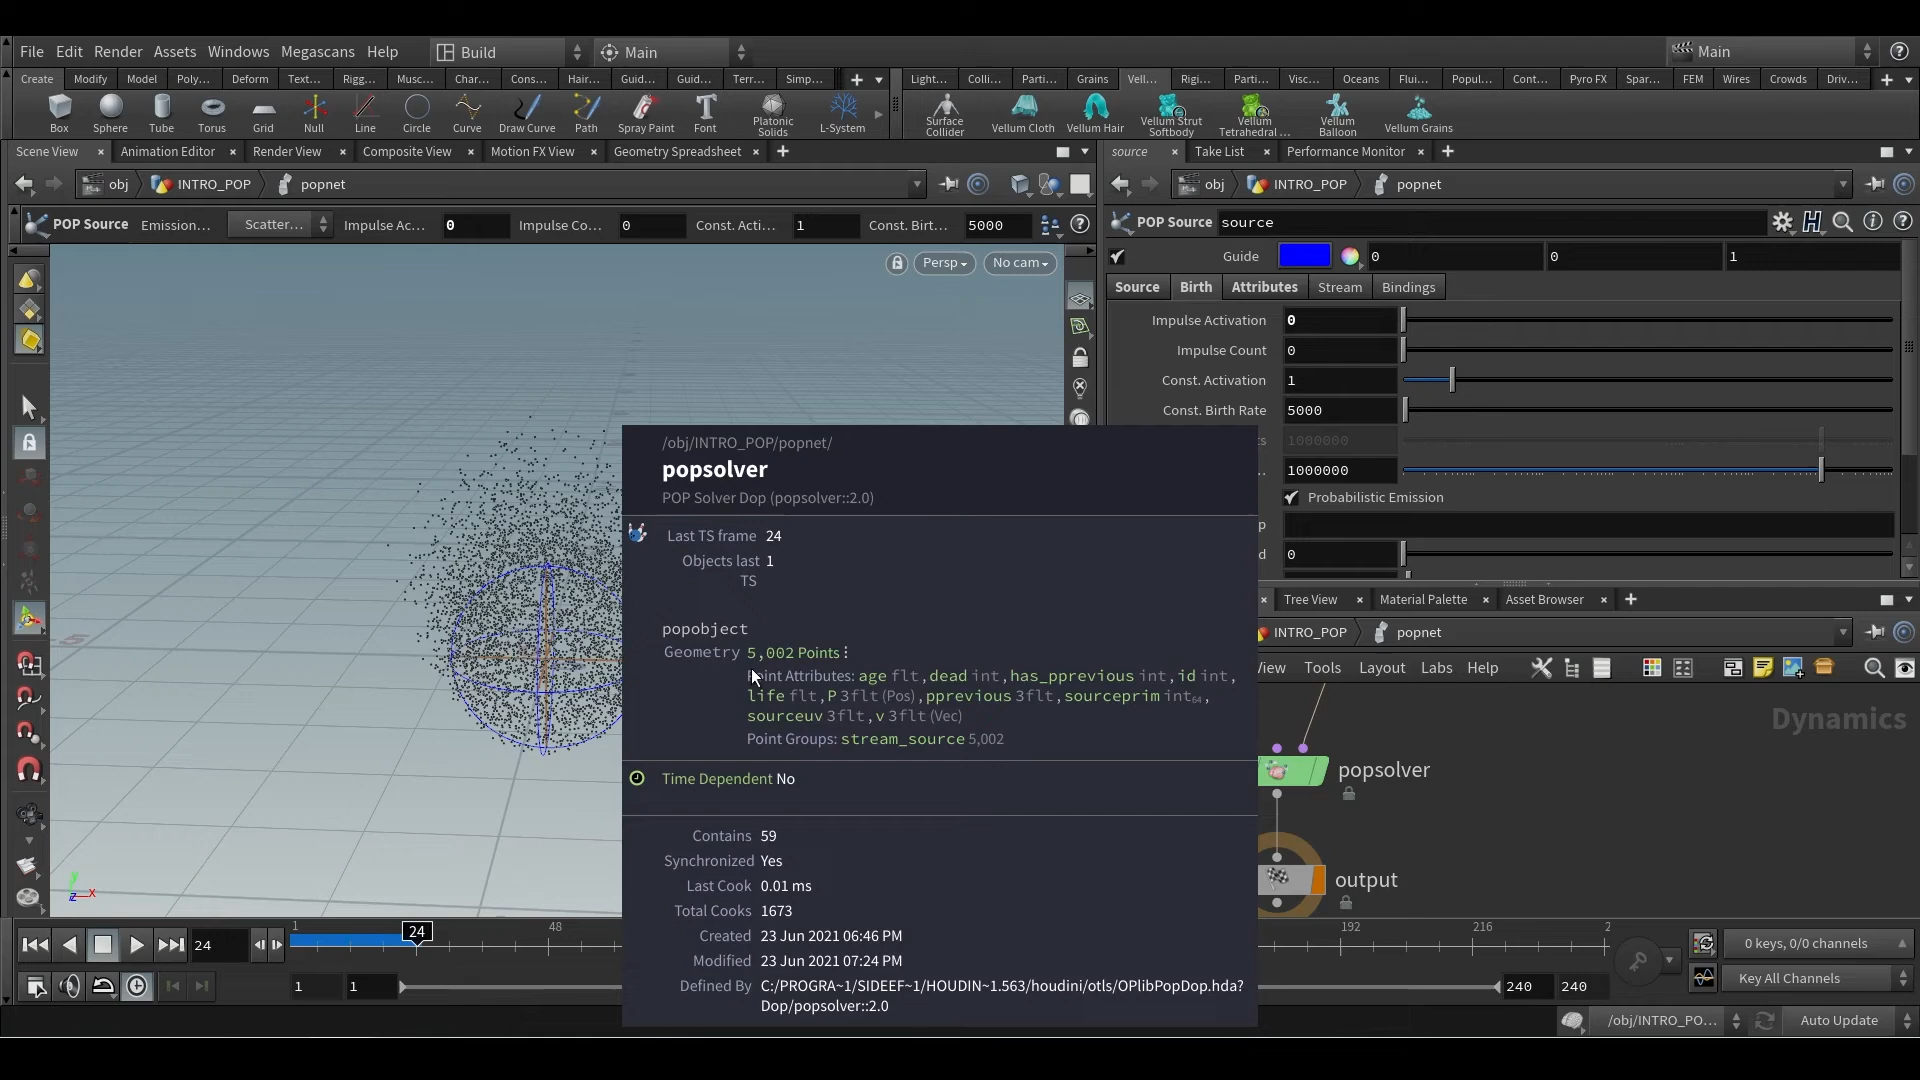 File Edit Render Assets Windows Megascans Help Build Main Main
Create Modify Model Poly... Deform Text... Rigg... Musc... Char... Cons... Hair... Guid... Guid... Terr... Simp... Light... Colli... Parti... Grains Vell... Rigi... Parti... Visc... Oceans Flui... Popul... Cont... Pyro FX Spar... FEM Wires Crowds Driv...
Box Sphere Tube Torus Grid Null Line Circle Curve Draw Curve Path Spray Paint Font Platonic Solids L-System Surface Collider Vellum Cloth Vellum Hair Vellum Strut Softbody Vellum Tetrahedral ... Vellum Balloon Vellum Grains
Scene View Animation Editor Render View Composite View Motion FX View Geometry Spreadsheet source Take List Performance Monitor
obj INTRO_POP popnet obj INTRO_POP popnet
POP Source Emission... Scatter... Impulse Ac... 0 Impulse Co... 0 Const. Acti... 1 Const. Birt... 5000
POP Source source
Persp No cam
Guide 0 0 1
Source Birth Attributes Stream Bindings
Impulse Activation 0
Impulse Count 0
Const. Activation 1
Const. Birth Rate 5000
1000000
1000000
Probabilistic Emission
0
/obj/INTRO_POP/popnet/
popsolver
POP Solver Dop (popsolver::2.0)
Last TS frame 24
Objects last 1
TS
popobject
Geometry 5,002 Points
Point Attributes: age flt, dead int, has_pprevious int, id int,
life flt, P 3flt (Pos), pprevious 3flt, sourceprim int64,
sourceuv 3flt, v 3flt (Vec)
Point Groups: stream_source 5,002
Time Dependent No
Contains 59
Synchronized Yes
Last Cook 0.01 ms
Total Cooks 1673
Created 23 Jun 2021 06:46 PM
Modified 23 Jun 2021 07:24 PM
Defined By C:/PROGRA~1/SIDEEF~1/HOUDIN~1.563/houdini/otls/OPlibPopDop.hda?
Dop/popsolver::2.0
Tree View Material Palette Asset Browser
INTRO_POP popnet
View Tools Layout Labs Help
Dynamics
popsolver
output
y
z x
24 1 24 48 192 216 2
0 keys, 0/0 channels
1 1 240 240 Key All Channels
/obj/INTRO_PO... Auto Update